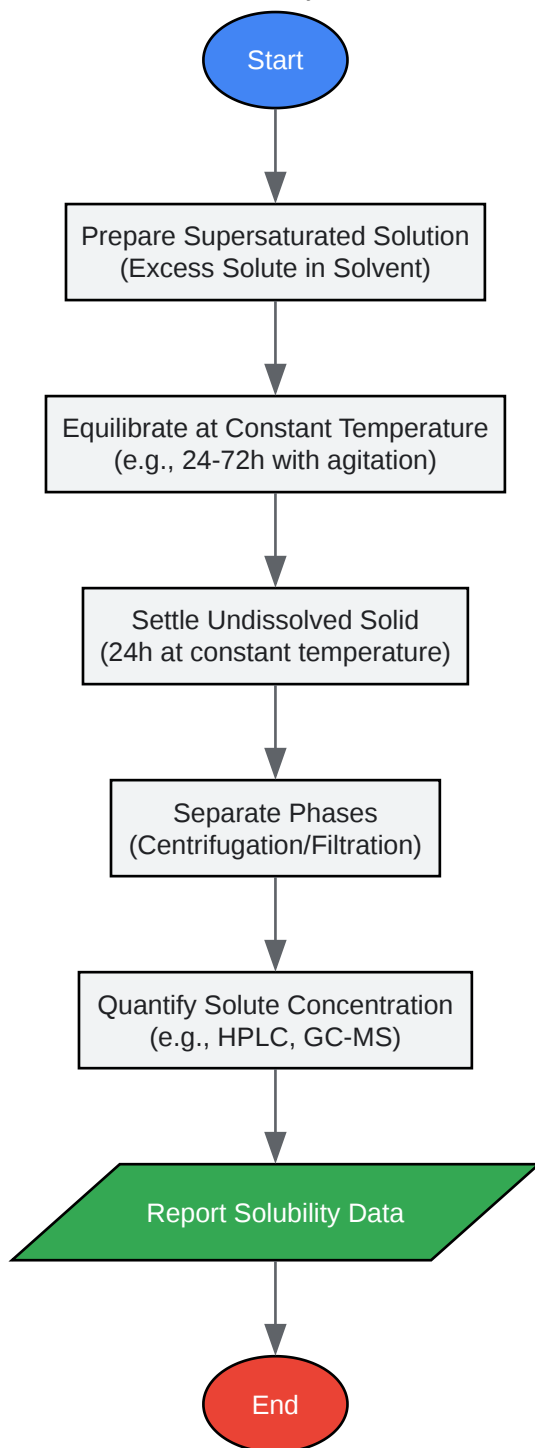 Start
Prepare Supersaturated Solution
(Excess Solute in Solvent)
Equilibrate at Constant Temperature
(e.g., 24-72h with agitation)
Settle Undissolved Solid
(24h at constant temperature)
Separate Phases
(Centrifugation/Filtration)
Quantify Solute Concentration
(e.g., HPLC, GC-MS)
Report Solubility Data
End